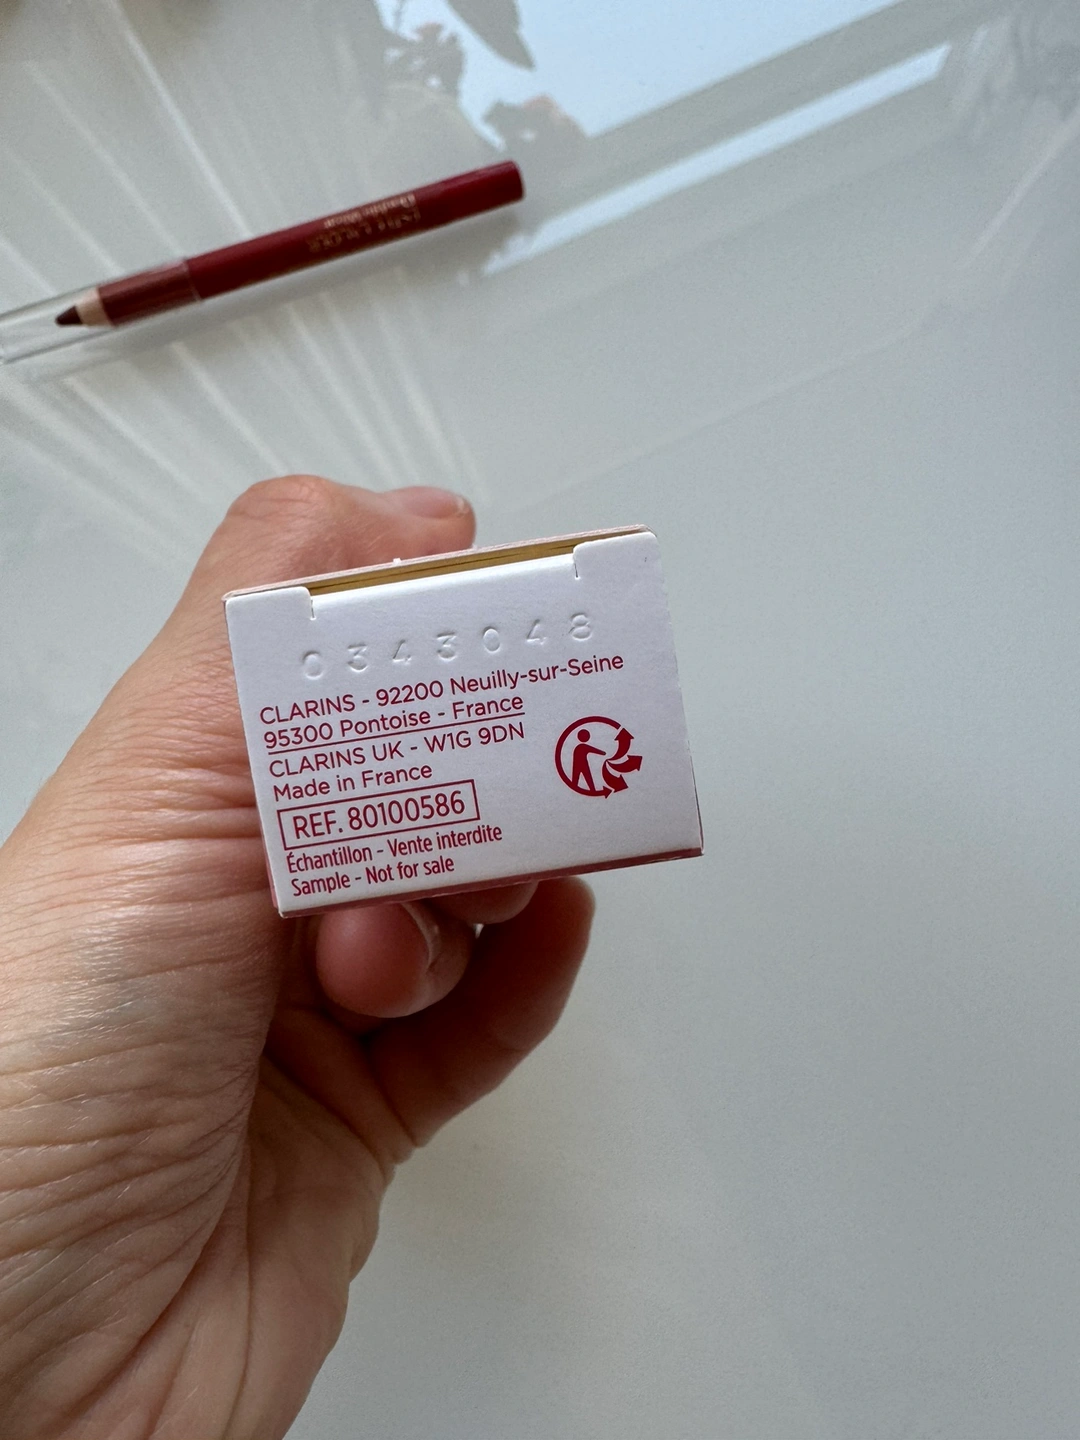 0343048
CLARINS - 92200 Neuilly-sur-Seine
95300 Pontoise - France
CLARINS UK - W1G 9DN
Made in France
REF. 80100586
Échantillon - Vente interdite
Sample - Not for sale